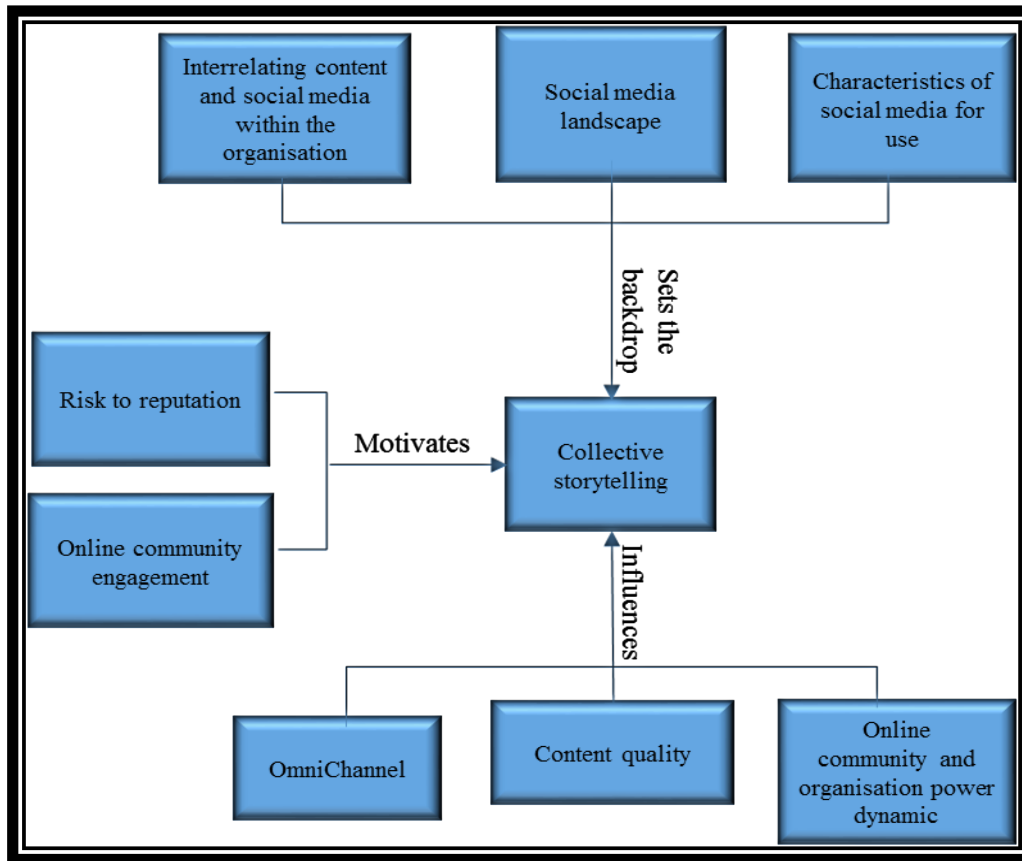 Interrelating content
and social media
within the
organisation
Social media
landscape
Characteristics of
social media for
use
Sets the
backdrop
Risk to reputation
Motivates
Collective
storytelling
Online community
engagement
Influences
OmniChannel
Content quality
Online
community and
organisation power
dynamic